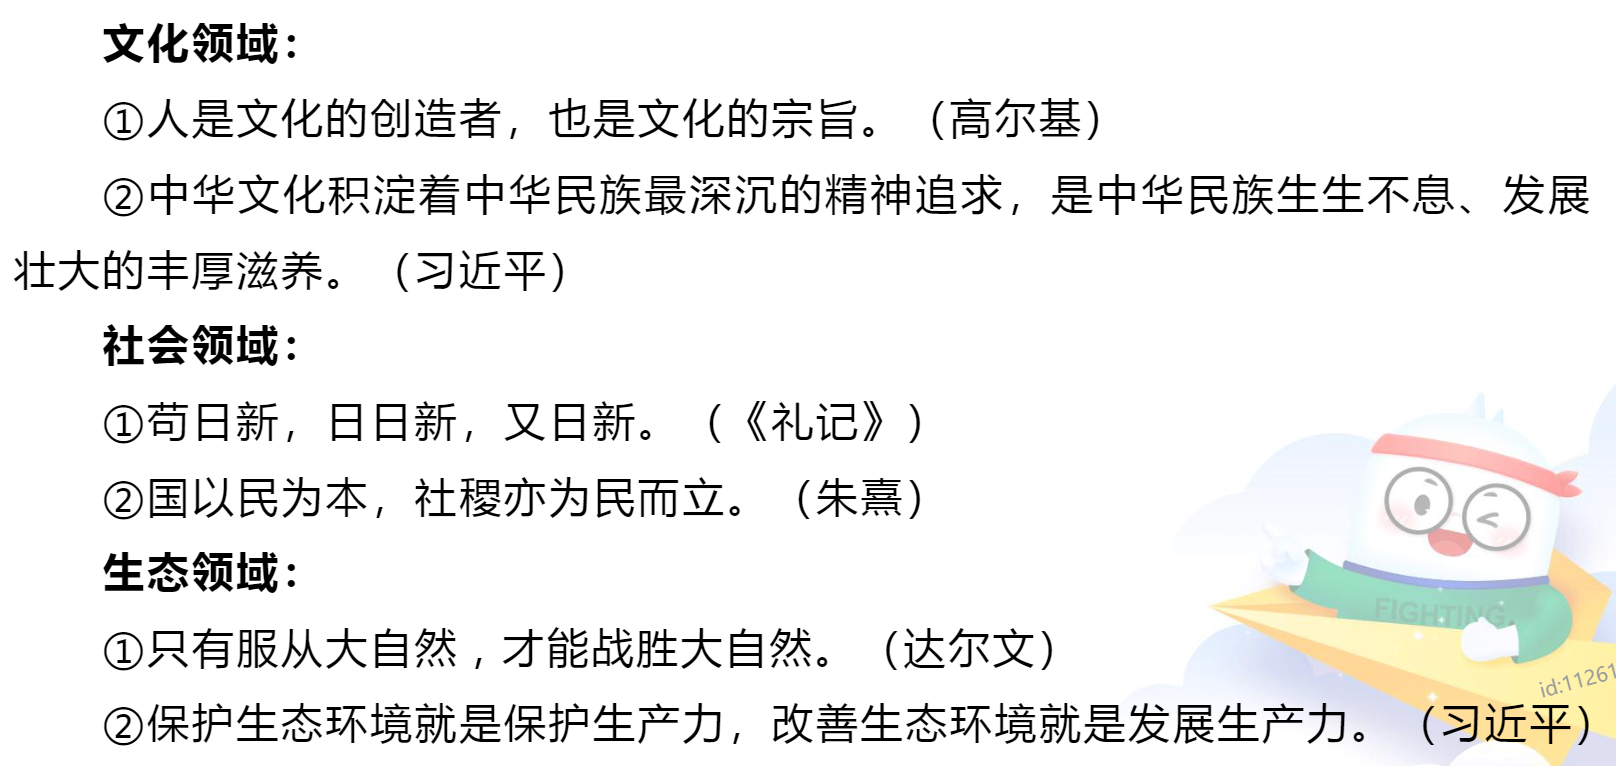 文化领域：
①人是文化的创造者，也是文化的宗旨。（高尔基）
②中华文化积淀着中华民族最深沉的精神追求，是中华民族生生不息、发展
壮大的丰厚滋养。（习近平）
社会领域：
①苟日新，日日新，又日新。（《礼记》）
②国以民为本，社稷亦为民而立。（朱熹）
生态领域：
①只有服从大自然，才能战胜大自然。（达尔文）
FIGHTING
id:11261
②保护生态环境就是保护生产力，改善生态环境就是发展生产力。（习近平）